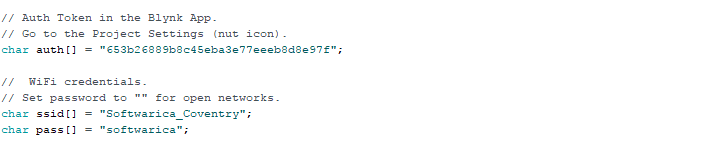 // Auth Token in the Blynk App.
// Go to the Project Settings (nut icon).
char auth[] = "653b26889b8c45eba3e77eeeb8d8e97f";
//  WiFi credentials.
// Set password to "" for open networks.
char ssid[] = "Softwarica_Coventry";
char pass[] = "softwarica";